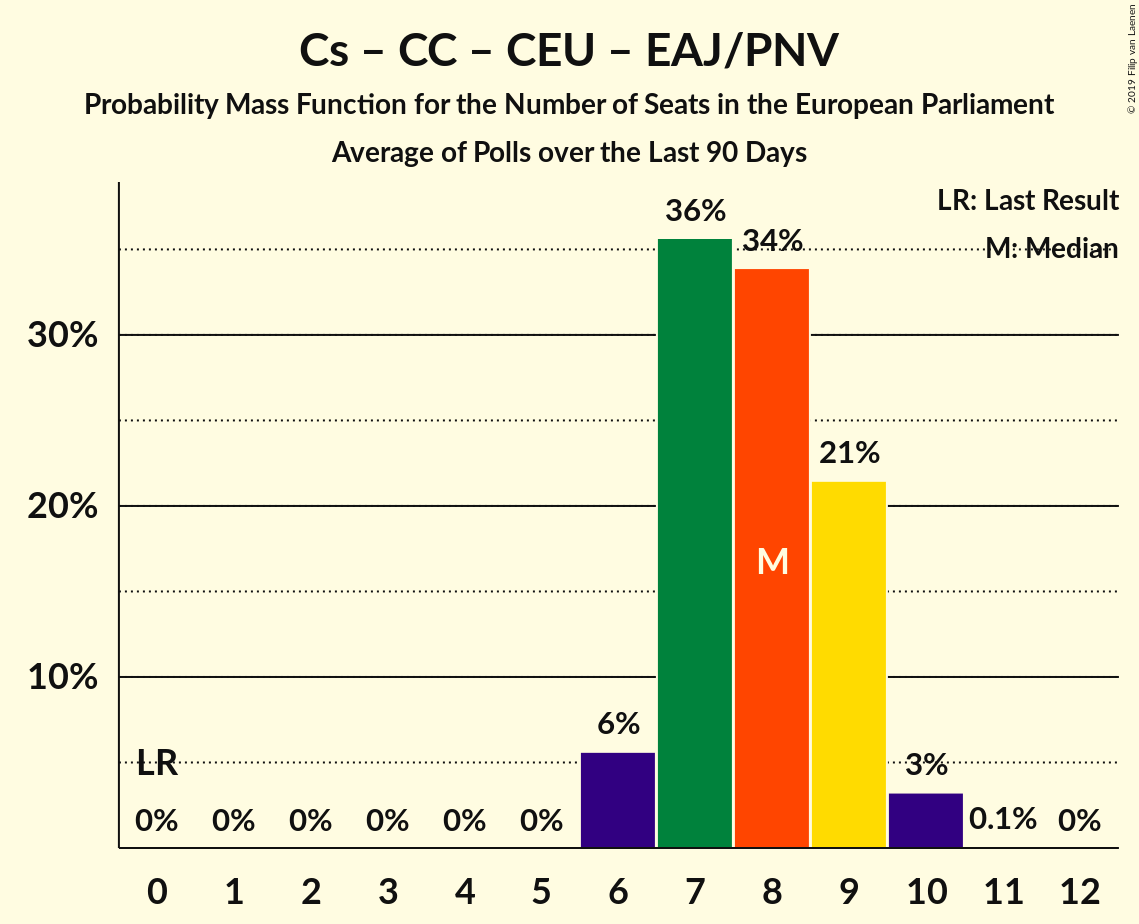 Cs – CC – CEU – EAJ/PNV
Probability Mass Function for the Number of Seats in the European Parliament
Average of Polls over the Last 90 Days
© 2019 Filip van Laenen
LR: Last Result
M: Median
36%
34%
30%
21%
20%
M
10%
6%
LR
3%
0% 0% 0% 0% 0% 0% 0.1% 0%
0 1 2 3 4 5 6 7 8 9 10 11 12